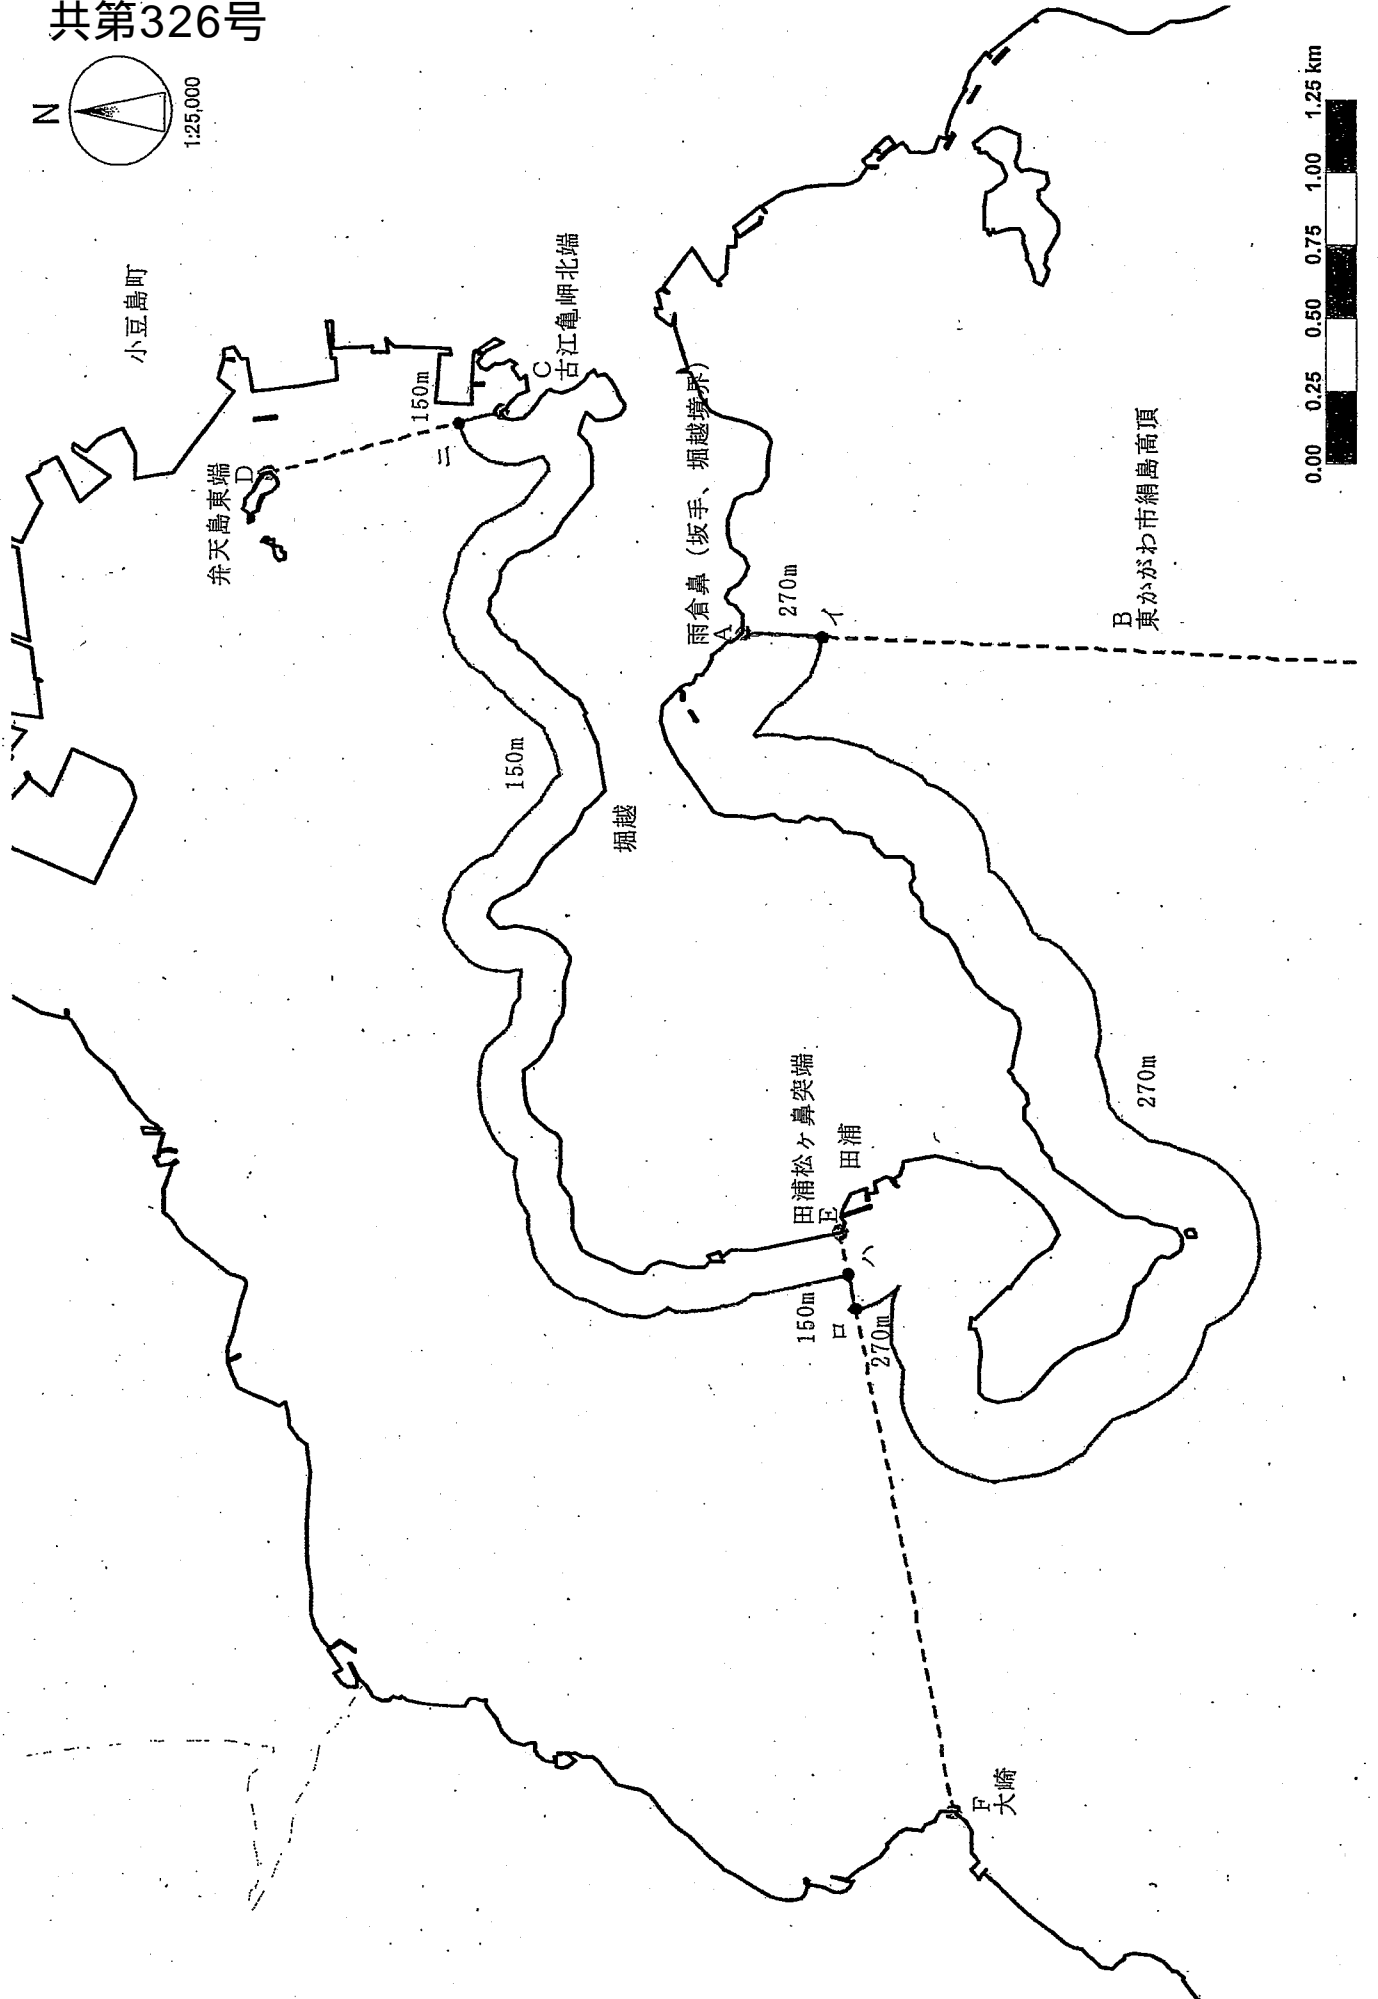 共第326号
N
1:25,000
小豆島町
弁天島東端
D
150m
ニ
C
古江亀岬北端
150m
堀越
雨倉鼻（坂手、堀越境界）
A
270m
イ
B
東かがわ市絹島高頂
270m
田浦松ヶ鼻突端
E
田浦
ハ
150m
ロ
270m
F
大崎
0.00 0.25 0.50 0.75 1.00 1.25 km